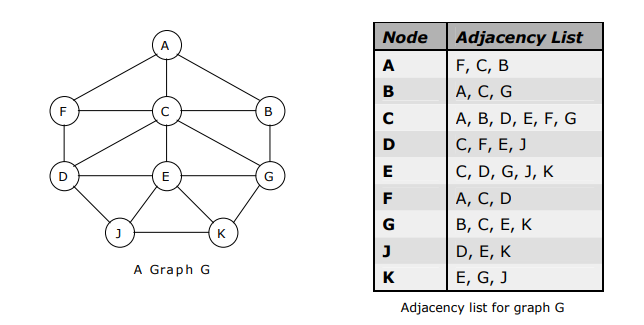 A
F
C
B
D
E
G
J
K
A Graph G
Node Adjacency List
A F, C, B
B A, C, G
C A, B, D, E, F, G
D C, F, E, J
E C, D, G, J, K
F A, C, D
G B, C, E, K
J D, E, K
K E, G, J
Adjacency list for graph G